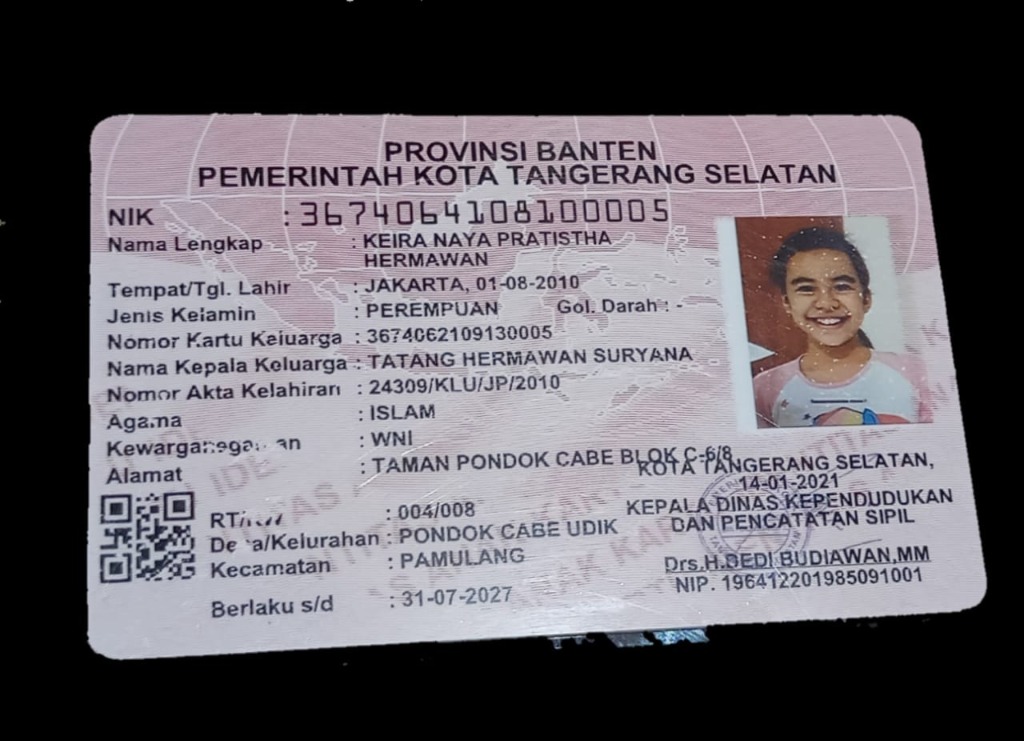 PROVINSI BANTEN
PEMERINTAH KOTA TANGERANG SELATAN
NIK : 3674064108100005
Nama Lengkap : KEIRA NAYA PRATISTHA
HERMAWAN
Tempat/Tgl. Lahir : JAKARTA, 01-08-2010
Jenis Kelamin : PEREMPUAN Gol. Darah : -
Nomor Kartu Keluarga : 3674062109130005
Nama Kepala Keluarga : TATANG HERMAWAN SURYANA
Nomor Akta Kelahiran : 24309/KLU/JP/2010
Agama : ISLAM
Kewarganegaraan : WNI
Alamat : TAMAN PONDOK CABE BLOK C-6/8
RT/RW : 004/008
Desa/Kelurahan : PONDOK CABE UDIK
Kecamatan : PAMULANG
Berlaku s/d : 31-07-2027
KOTA TANGERANG SELATAN,
14-01-2021
KEPALA DINAS KEPENDUDUKAN
DAN PENCATATAN SIPIL
Drs.H.DEDI BUDIAWAN,MM
NIP. 196412201985091001